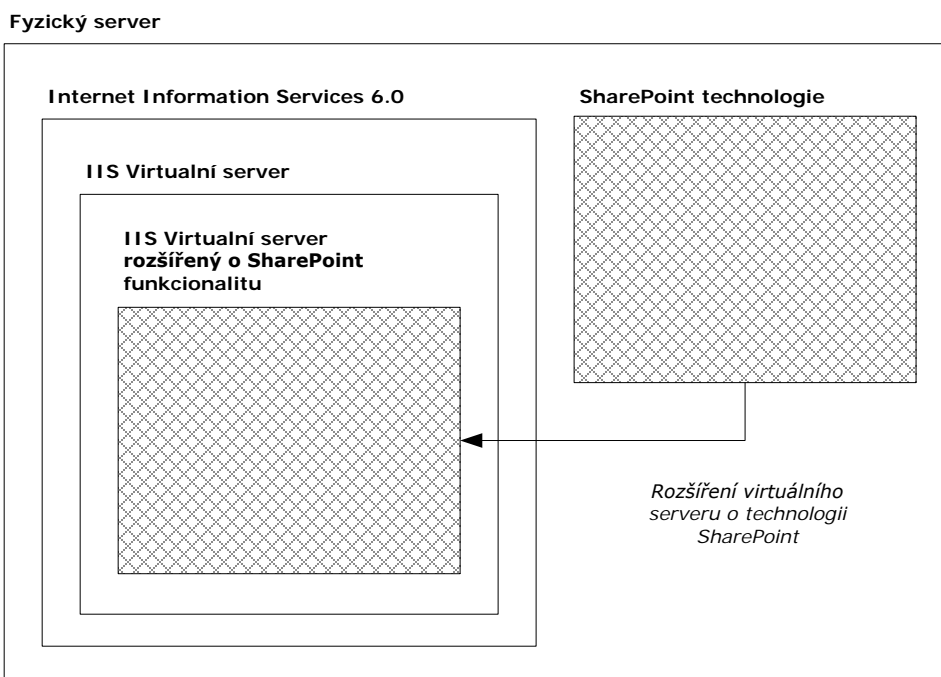 Fyzický server
Internet Information Services 6.0
SharePoint technologie
IIS Virtualní server
IIS Virtualní server
rozšířený o SharePoint
funkcionalitu
Rozšíření virtuálního
serveru o technologii
SharePoint